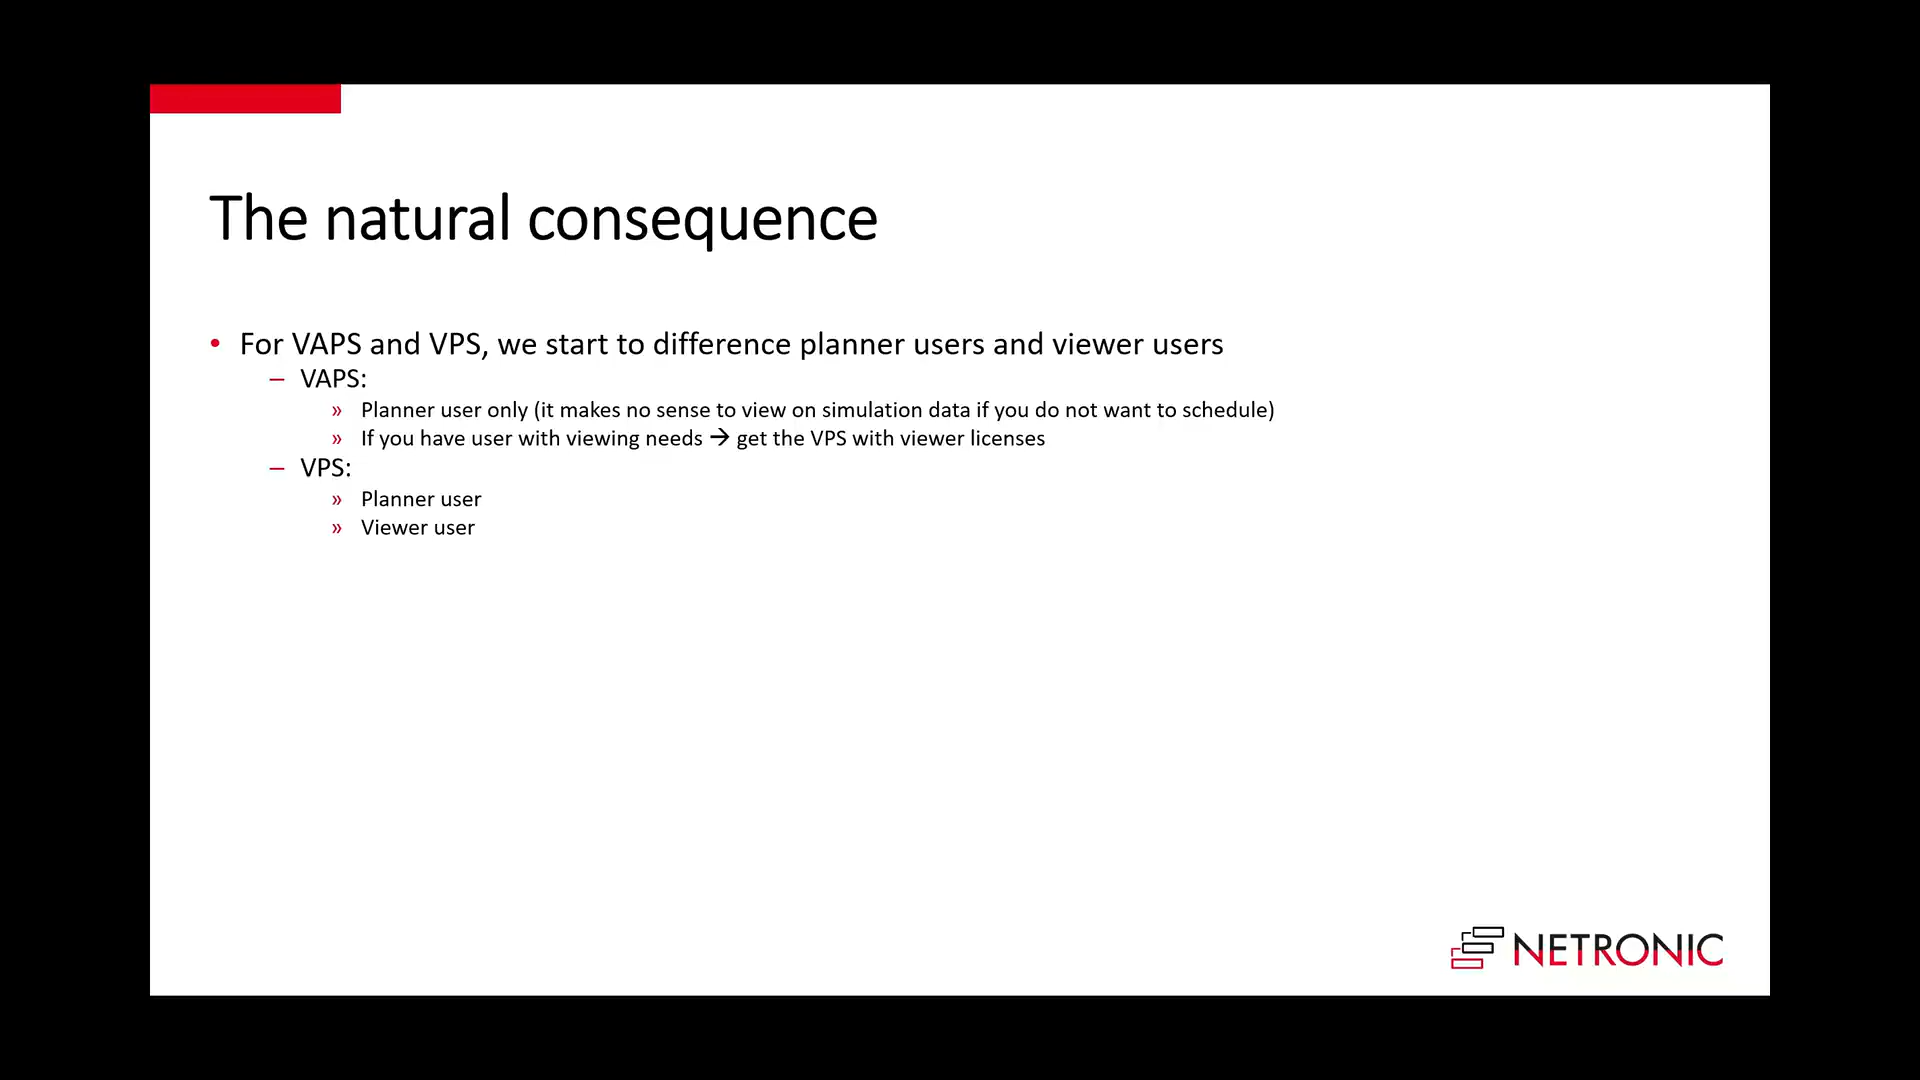 The natural consequence
• For VAPS and VPS, we start to difference planner users and viewer users
– VAPS:
» Planner user only (it makes no sense to view on simulation data if you do not want to schedule)
» If you have user with viewing needs → get the VPS with viewer licenses
– VPS:
» Planner user
» Viewer user
NETRONIC